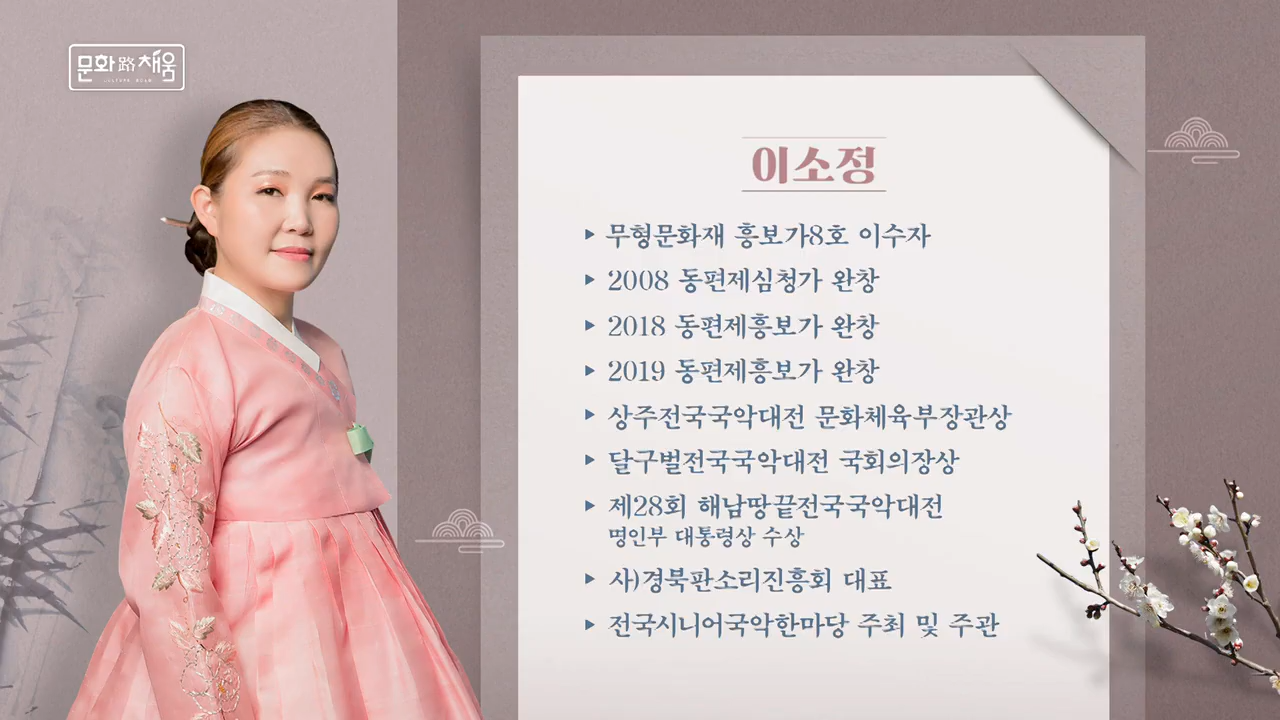 문화路채움
이소정
▸ 무형문화재 흥보가8호 이수자
▸ 2008 동편제심청가 완창
▸ 2018 동편제흥보가 완창
▸ 2019 동편제흥보가 완창
▸ 상주전국국악대전 문화체육부장관상
▸ 달구벌전국국악대전 국회의장상
▸ 제28회 해남땅끝전국국악대전
명인부 대통령상 수상
▸ 사)경북판소리진흥회 대표
▸ 전국시니어국악한마당 주최 및 주관